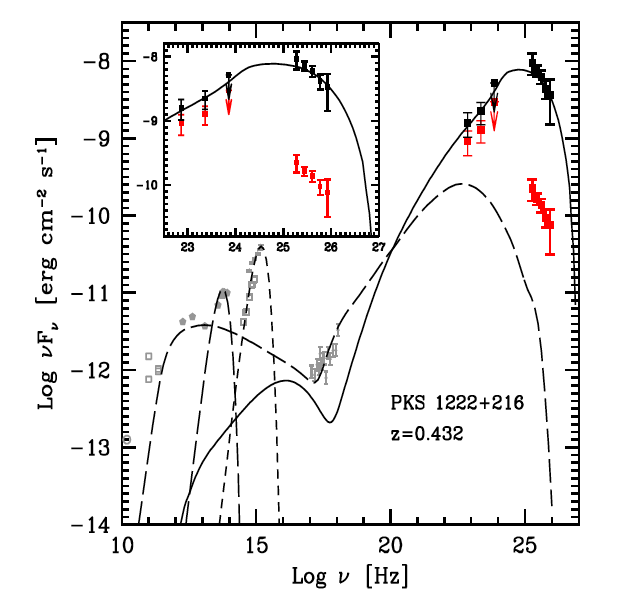 -8
-9
-10
23 24 25 26 27
-8
-9
-10
-11
-12
-13
-14
Log νFν [erg cm−2 s−1]
PKS 1222+216
z=0.432
10 15 20 25
Log ν [Hz]